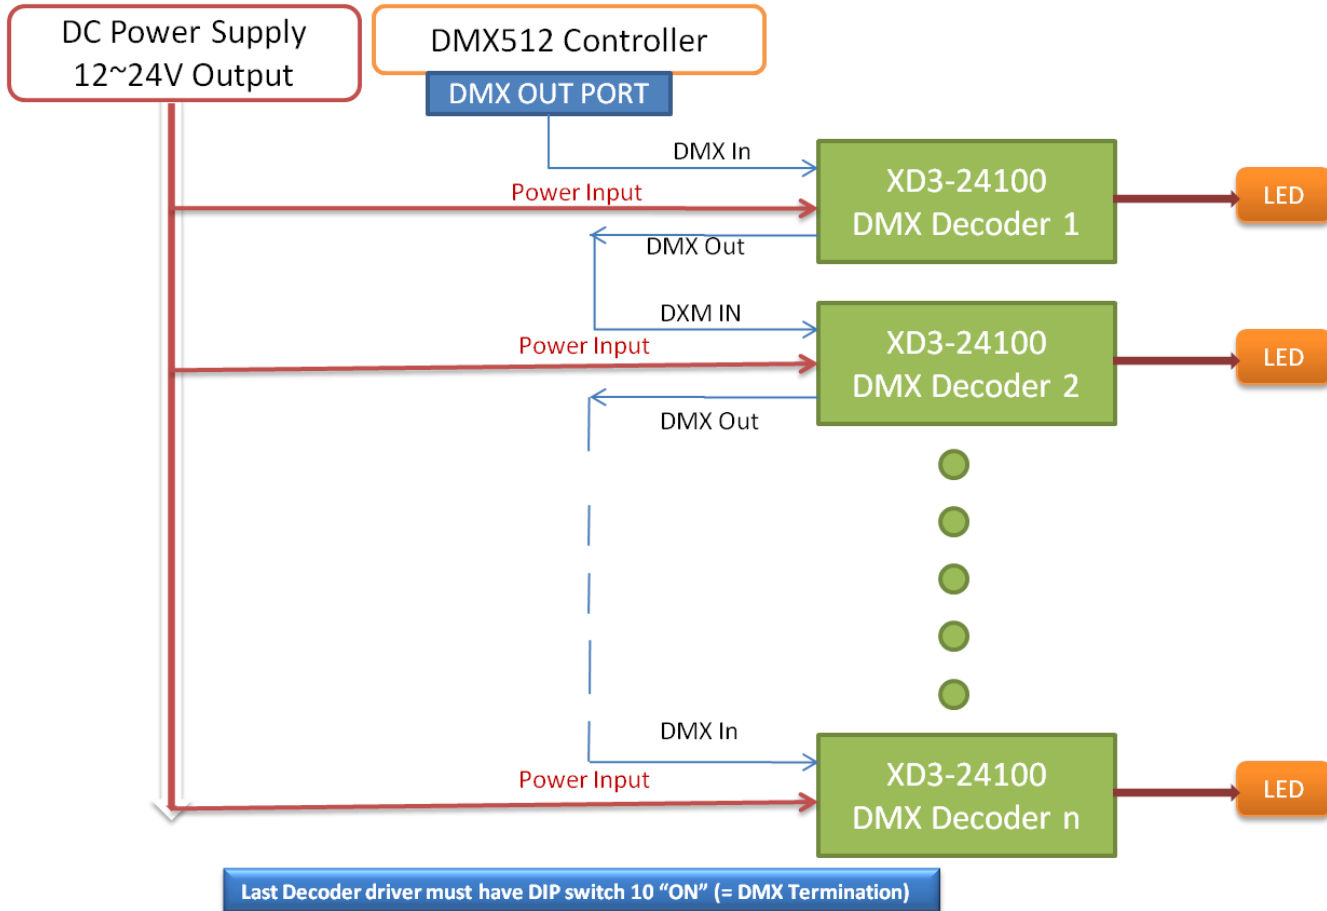 DC Power Supply
12~24V Output
DMX512 Controller
DMX OUT PORT
DMX In
Power Input
DMX Out
XD3-24100
DMX Decoder 1
LED
DXM IN
Power Input
DMX Out
XD3-24100
DMX Decoder 2
LED
DMX In
Power Input
XD3-24100
DMX Decoder n
LED
Last Decoder driver must have DIP switch 10 “ON” (= DMX Termination)